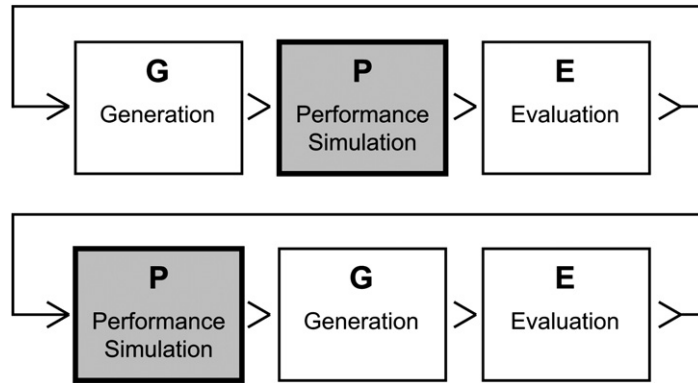 G
Generation
P
Performance
Simulation
E
Evaluation
P
Performance
Simulation
G
Generation
E
Evaluation